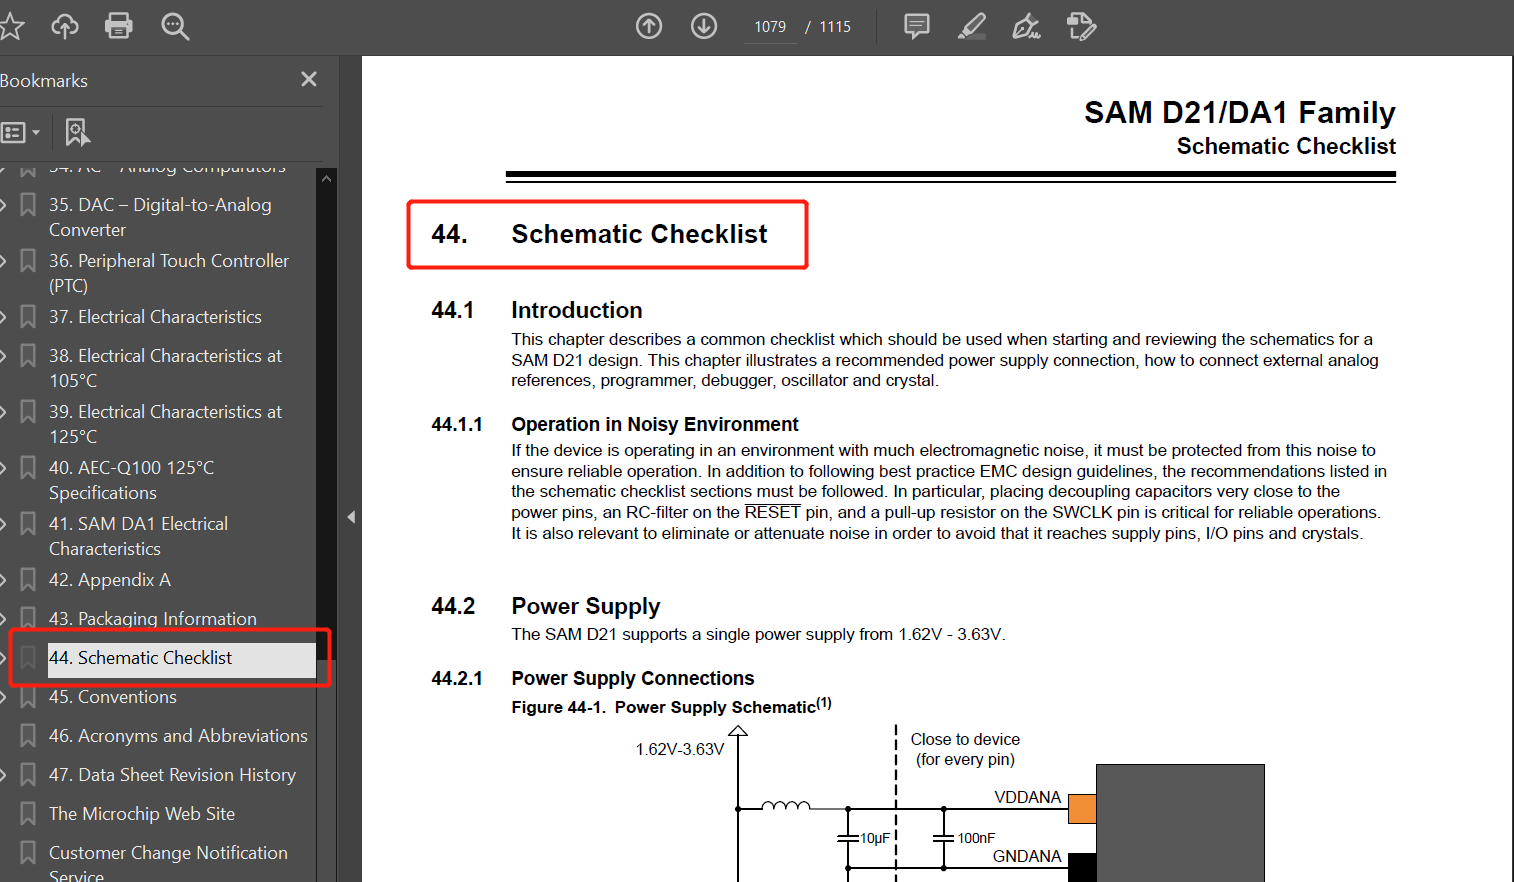 1079 / 1115
Bookmarks
34. AC – Analog Comparators
35. DAC – Digital-to-Analog
Converter
36. Peripheral Touch Controller
(PTC)
37. Electrical Characteristics
38. Electrical Characteristics at
105°C
39. Electrical Characteristics at
125°C
40. AEC-Q100 125°C
Specifications
41. SAM DA1 Electrical
Characteristics
42. Appendix A
43. Packaging Information
44. Schematic Checklist
45. Conventions
46. Acronyms and Abbreviations
47. Data Sheet Revision History
The Microchip Web Site
Customer Change Notification
Service
SAM D21/DA1 Family
Schematic Checklist
44. Schematic Checklist
44.1 Introduction
This chapter describes a common checklist which should be used when starting and reviewing the schematics for a
SAM D21 design. This chapter illustrates a recommended power supply connection, how to connect external analog
references, programmer, debugger, oscillator and crystal.
44.1.1 Operation in Noisy Environment
If the device is operating in an environment with much electromagnetic noise, it must be protected from this noise to
ensure reliable operation. In addition to following best practice EMC design guidelines, the recommendations listed in
the schematic checklist sections must be followed. In particular, placing decoupling capacitors very close to the
power pins, an RC-filter on the RESET pin, and a pull-up resistor on the SWCLK pin is critical for reliable operations.
It is also relevant to eliminate or attenuate noise in order to avoid that it reaches supply pins, I/O pins and crystals.
44.2 Power Supply
The SAM D21 supports a single power supply from 1.62V - 3.63V.
44.2.1 Power Supply Connections
Figure 44-1. Power Supply Schematic(1)
1.62V-3.63V
Close to device
(for every pin)
VDDANA
10µF
100nF
GNDANA